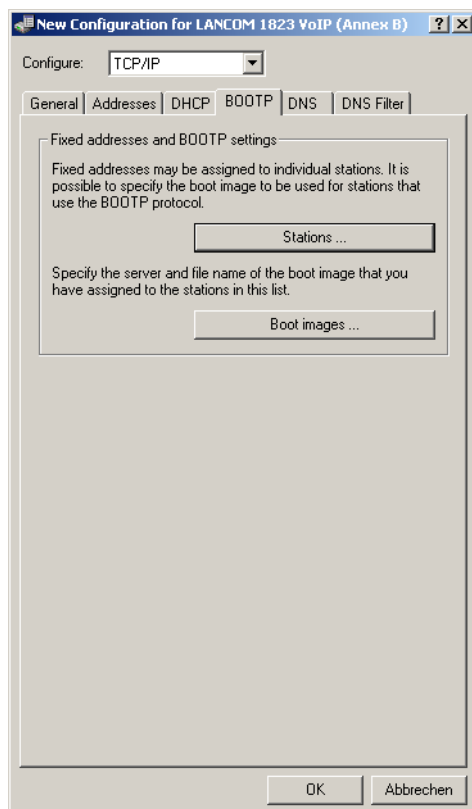 New Configuration for LANCOM 1823 VoIP (Annex B)
Configure: TCP/IP
General Addresses DHCP BOOTP DNS DNS Filter
Fixed addresses and BOOTP settings
Fixed addresses may be assigned to individual stations. It is
possible to specify the boot image to be used for stations that
use the BOOTP protocol.
Stations ...
Specify the server and file name of the boot image that you
have assigned to the stations in this list.
Boot images ...
OK Abbrechen